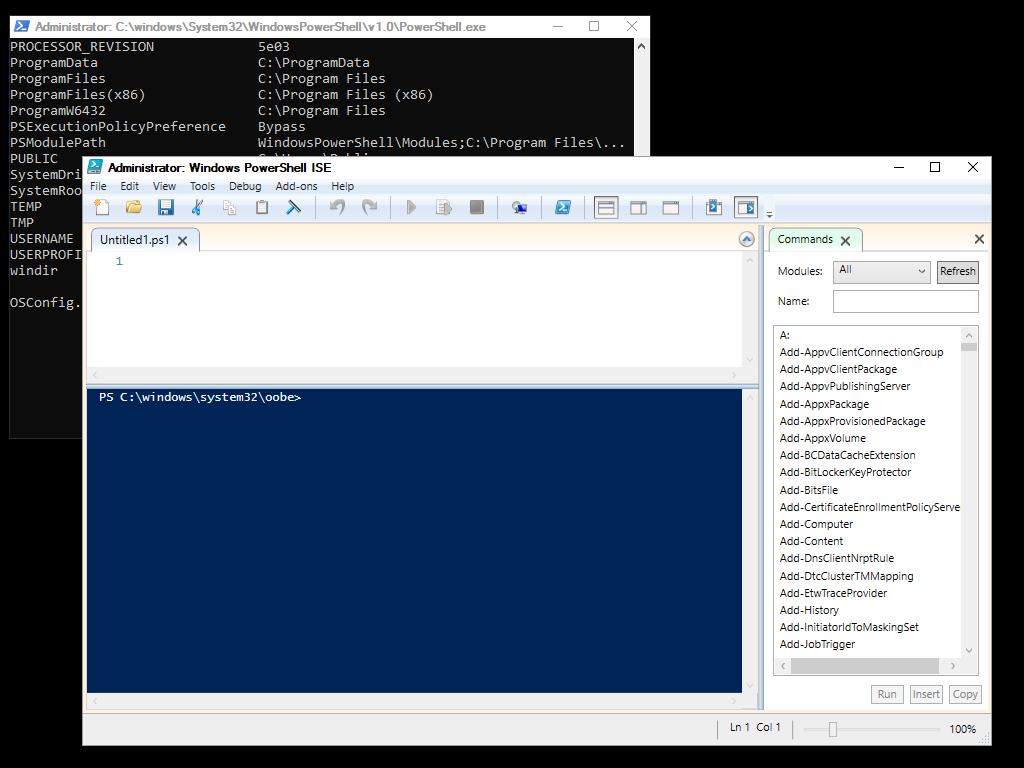 Administrator: C:\windows\System32\WindowsPowerShell\v1.0\PowerShell.exe
PROCESSOR_REVISION 5e03
ProgramData C:\ProgramData
ProgramFiles C:\Program Files
ProgramFiles(x86) C:\Program Files (x86)
ProgramW6432 C:\Program Files
PSExecutionPolicyPreference Bypass
PSModulePath WindowsPowerShell\Modules;C:\Program Files\...
PUBLIC
SystemDri
SystemRoo
TEMP
TMP
USERNAME
USERPROFI
windir
OSConfig.
Administrator: Windows PowerShell ISE
File Edit View Tools Debug Add-ons Help
Untitled1.ps1
1
PS C:\windows\system32\oobe>
Commands
Modules: All Refresh
Name:
A:
Add-AppvClientConnectionGroup
Add-AppvClientPackage
Add-AppvPublishingServer
Add-AppxPackage
Add-AppxProvisionedPackage
Add-AppxVolume
Add-BCDataCacheExtension
Add-BitLockerKeyProtector
Add-BitsFile
Add-CertificateEnrollmentPolicyServe
Add-Computer
Add-Content
Add-DnsClientNrptRule
Add-DtcClusterTMMapping
Add-EtwTraceProvider
Add-History
Add-InitiatorIdToMaskingSet
Add-JobTrigger
Run Insert Copy
Ln 1 Col 1 100%